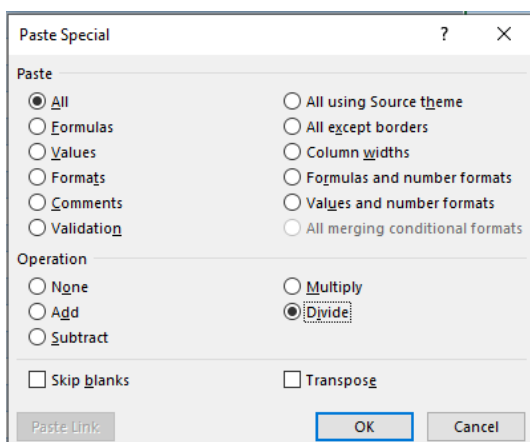 Paste Special ? X
Paste
All All using Source theme
Formulas All except borders
Values Column widths
Formats Formulas and number formats
Comments Values and number formats
Validation All merging conditional formats
Operation
None Multiply
Add Divide
Subtract
Skip blanks Transpose
Paste Link OK Cancel